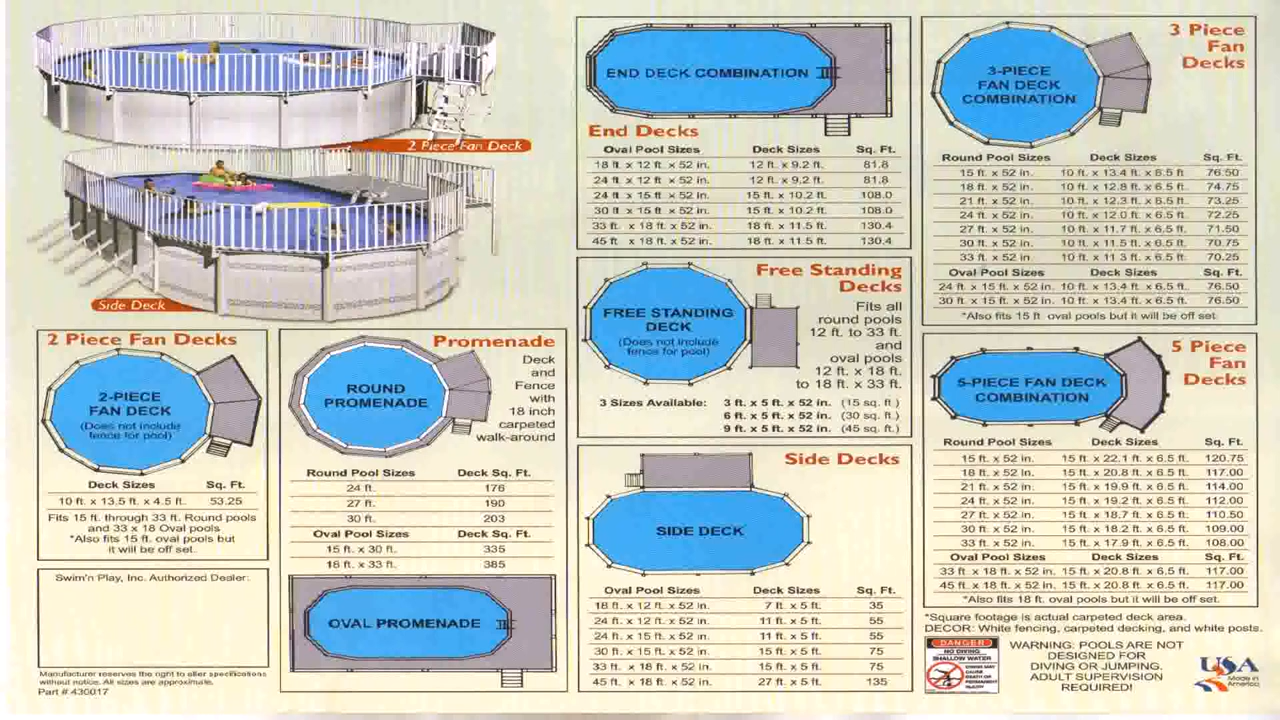 2 Piece Fan Deck
Side Deck
2 Piece Fan Decks
2-PIECE
FAN DECK
(Does not include
fence for pool)
Deck Sizes Sq. Ft.
10 ft. x 13.5 ft. x 4.5 ft. 53.25
Fits 15 ft. through 33 ft. Round pools
and 33 x 18 Oval pools
*Also fits 15 ft. oval pools but
it will be off set.
Swim'n Play, Inc. Authorized Dealer:
Manufacturer reserves the right to alter specifications
without notice. All sizes are approximate.
Part # 430017
Promenade
ROUND
PROMENADE
Deck
and
Fence
with
18 inch
carpeted
walk-around
Round Pool Sizes Deck Sq. Ft.
24 ft. 176
27 ft. 190
30 ft. 203
Oval Pool Sizes Deck Sq. Ft.
15 ft. x 30 ft. 335
18 ft. x 33 ft. 385
OVAL PROMENADE
END DECK COMBINATION
End Decks
Oval Pool Sizes Deck Sizes Sq. Ft.
18 ft. x 12 ft. x 52 in. 12 ft. x 9.2 ft. 81.8
24 ft. x 12 ft. x 52 in. 12 ft. x 9.2 ft. 81.8
24 ft. x 15 ft. x 52 in. 15 ft. x 10.2 ft. 108.0
30 ft. x 15 ft. x 52 in. 15 ft. x 10.2 ft. 108.0
33 ft. x 18 ft. x 52 in. 18 ft. x 11.5 ft. 130.4
45 ft. x 18 ft. x 52 in. 18 ft. x 11.5 ft. 130.4
Free Standing
Decks
FREE STANDING
DECK
(Does not include
fence for pool)
Fits all
round pools
12 ft. to 33 ft.
and
oval pools
12 ft. x 18 ft.
to 18 ft. x 33 ft.
3 Sizes Available: 3 ft. x 5 ft. x 52 in. (15 sq. ft.)
6 ft. x 5 ft. x 52 in. (30 sq. ft.)
9 ft. x 5 ft. x 52 in. (45 sq. ft.)
Side Decks
SIDE DECK
Oval Pool Sizes Deck Sizes Sq. Ft.
18 ft. x 12 ft. x 52 in. 7 ft. x 5 ft. 35
24 ft. x 12 ft. x 52 in. 11 ft. x 5 ft. 55
24 ft. x 15 ft. x 52 in. 11 ft. x 5 ft. 55
30 ft. x 15 ft. x 52 in. 15 ft. x 5 ft. 75
33 ft. x 18 ft. x 52 in. 15 ft. x 5 ft. 75
45 ft. x 18 ft. x 52 in. 27 ft. x 5 ft. 135
3 Piece
Fan
Decks
3-PIECE
FAN DECK
COMBINATION
Round Pool Sizes Deck Sizes Sq. Ft.
15 ft. x 52 in. 10 ft. x 13.4 ft. x 6.5 ft 76.50
18 ft. x 52 in. 10 ft. x 12.8 ft. x 6.5 ft. 74.75
21 ft. x 52 in. 10 ft. x 12.3 ft. x 6.5 ft. 73.25
24 ft. x 52 in. 10 ft. x 12.0 ft. x 6.5 ft. 72.25
27 ft. x 52 in. 10 ft. x 11.7 ft. x 6.5 ft. 71.50
30 ft. x 52 in. 10 ft. x 11.5 ft. x 6.5 ft. 70.75
33 ft. x 52 in. 10 ft. x 11.3 ft. x 6.5 ft. 70.25
Oval Pool Sizes Deck Sizes Sq. Ft.
24 ft. x 15 ft. x 52 in. 10 ft. x 13.4 ft. x 6.5 ft. 76.50
30 ft. x 15 ft. x 52 in. 10 ft. x 13.4 ft. x 6.5 ft. 76.50
*Also fits 15 ft. oval pools but it will be off set.
5 Piece
Fan
Decks
5-PIECE FAN DECK
COMBINATION
Round Pool Sizes Deck Sizes Sq. Ft.
15 ft. x 52 in. 15 ft. x 22.1 ft. x 6.5 ft. 120.75
18 ft. x 52 in. 15 ft. x 20.8 ft. x 6.5 ft. 117.00
21 ft. x 52 in. 15 ft. x 19.9 ft. x 6.5 ft. 114.00
24 ft. x 52 in. 15 ft. x 19.2 ft. x 6.5 ft. 112.00
27 ft. x 52 in. 15 ft. x 18.7 ft. x 6.5 ft. 110.50
30 ft. x 52 in. 15 ft. x 18.2 ft. x 6.5 ft. 109.00
33 ft. x 52 in. 15 ft. x 17.9 ft. x 6.5 ft. 108.00
Oval Pool Sizes Deck Sizes Sq. Ft.
33 ft. x 18 ft. x 52 in. 15 ft. x 20.8 ft. x 6.5 ft. 117.00
45 ft. x 18 ft. x 52 in. 15 ft. x 20.8 ft. x 6.5 ft. 117.00
*Also fits 18 ft. oval pools but it will be off set.
*Square footage is actual carpeted deck area.
DECOR: White fencing, carpeted decking, and white posts.
DANGER
NO DIVING
SHALLOW WATER
DIVING MAY
CAUSE
DEATH OR
PERMANENT
INJURY
WARNING: POOLS ARE NOT
DESIGNED FOR
DIVING OR JUMPING.
ADULT SUPERVISION
REQUIRED!
USA
Made in
America